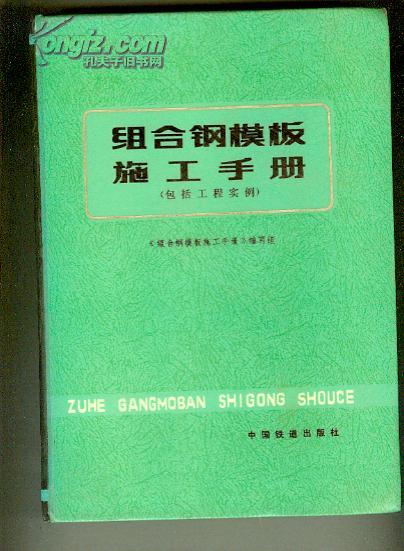 Kongfz.com
孔夫子旧书网
组合钢模板
施工手册
(包括工程实例)
《组合钢模板施工手册》编写组
ZUHE GANGMOBAN SHIGONG SHOUCE
中国铁道出版社